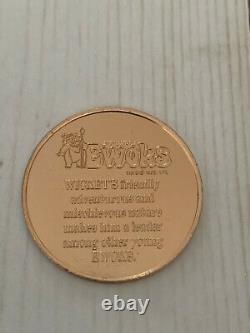 EWOKS
WICKET'S friendly
adventurous and
mischievous nature
makes him a leader
among other young
EWOKS.